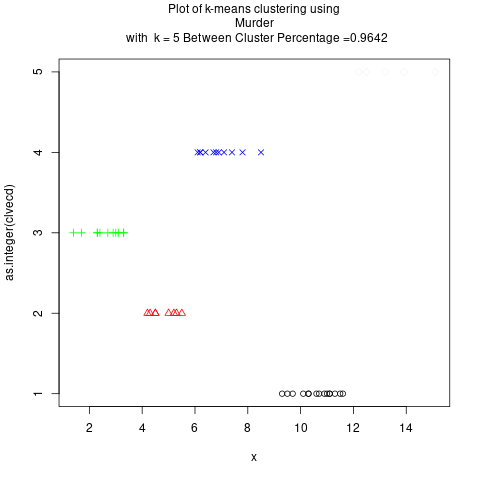 Plot of k-means clustering using
Murder
with k = 5 Between Cluster Percentage =0.9642
5
4
3
2
1
as.integer(clvecd)
2 4 6 8 10 12 14
x